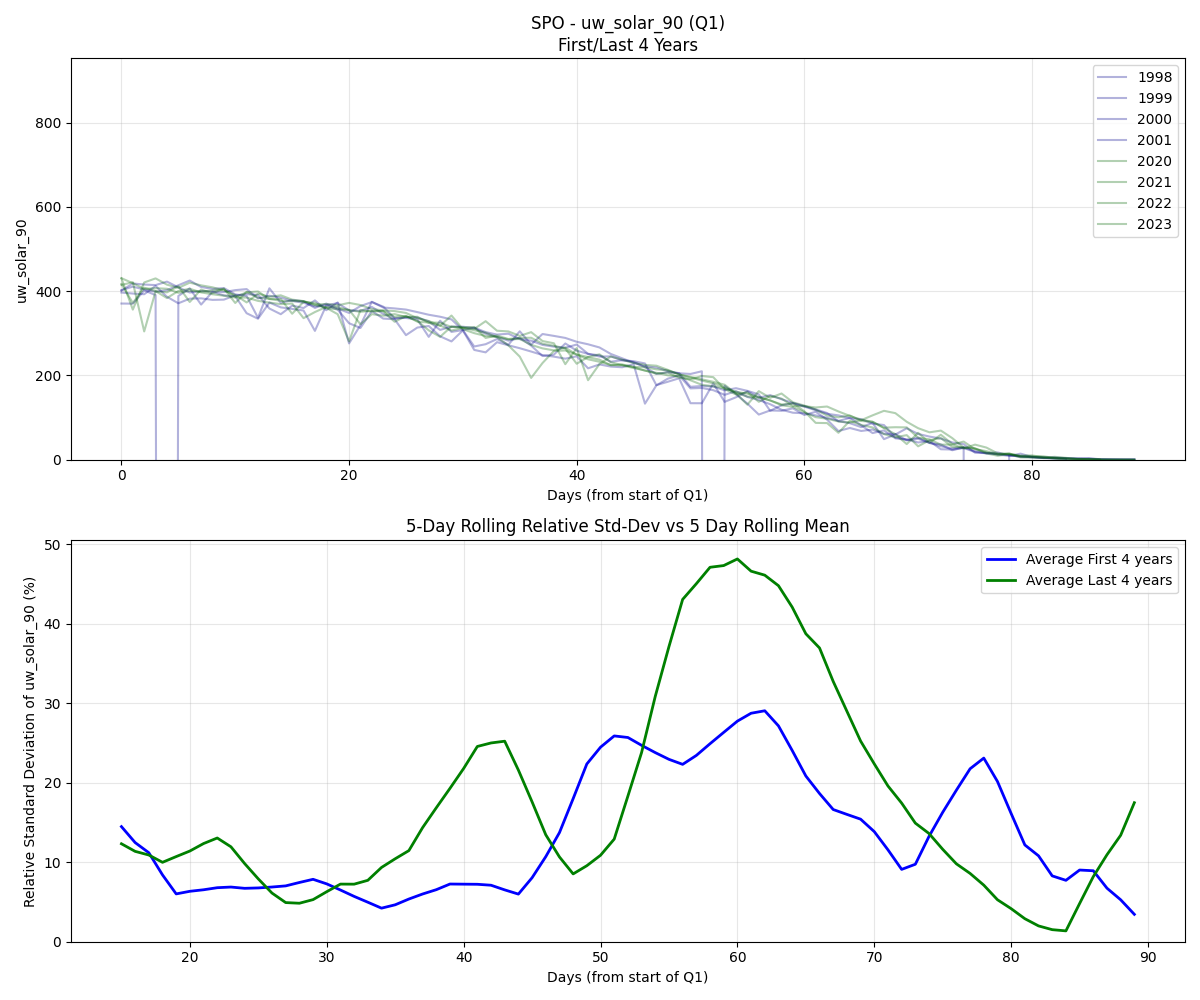 SPO - uw_solar_90 (Q1)
First/Last 4 Years
1998
1999
2000
2001
2020
2021
2022
2023
800
600
400
200
0
uw_solar_90
0 20 40 60 80
Days (from start of Q1)
5-Day Rolling Relative Std-Dev vs 5 Day Rolling Mean
Average First 4 years
Average Last 4 years
50
40
30
20
10
0
Relative Standard Deviation of uw_solar_90 (%)
20 30 40 50 60 70 80 90
Days (from start of Q1)